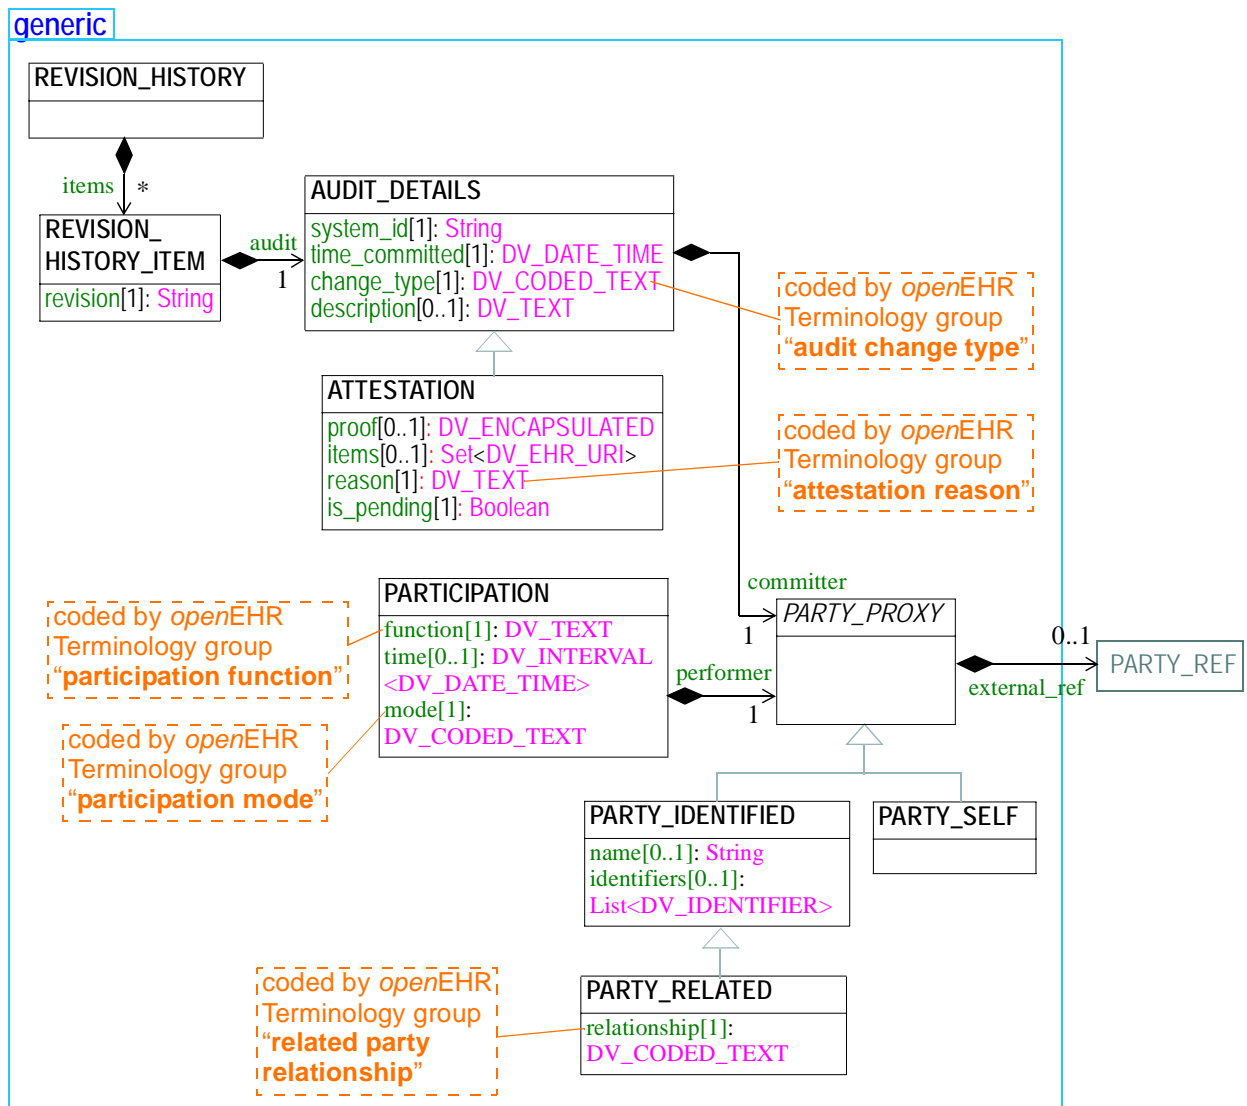 generic
REVISION_HISTORY
items
*
REVISION_
HISTORY_ITEM
revision[1]: String
audit
1
AUDIT_DETAILS
system_id[1]: String
time_committed[1]: DV_DATE_TIME
change_type[1]: DV_CODED_TEXT
description[0..1]: DV_TEXT
coded by openEHR
Terminology group
“audit change type”
ATTESTATION
proof[0..1]: DV_ENCAPSULATED
items[0..1]: Set<DV_EHR_URI>
reason[1]: DV_TEXT
is_pending[1]: Boolean
coded by openEHR
Terminology group
“attestation reason”
committer
1
PARTICIPATION
function[1]: DV_TEXT
time[0..1]: DV_INTERVAL
<DV_DATE_TIME>
mode[1]:
DV_CODED_TEXT
coded by openEHR
Terminology group
“participation function”
coded by openEHR
Terminology group
“participation mode”
performer
1
PARTY_PROXY
0..1
external_ref
PARTY_REF
PARTY_IDENTIFIED
name[0..1]: String
identifiers[0..1]:
List<DV_IDENTIFIER>
PARTY_SELF
PARTY_RELATED
relationship[1]:
DV_CODED_TEXT
coded by openEHR
Terminology group
“related party
relationship”